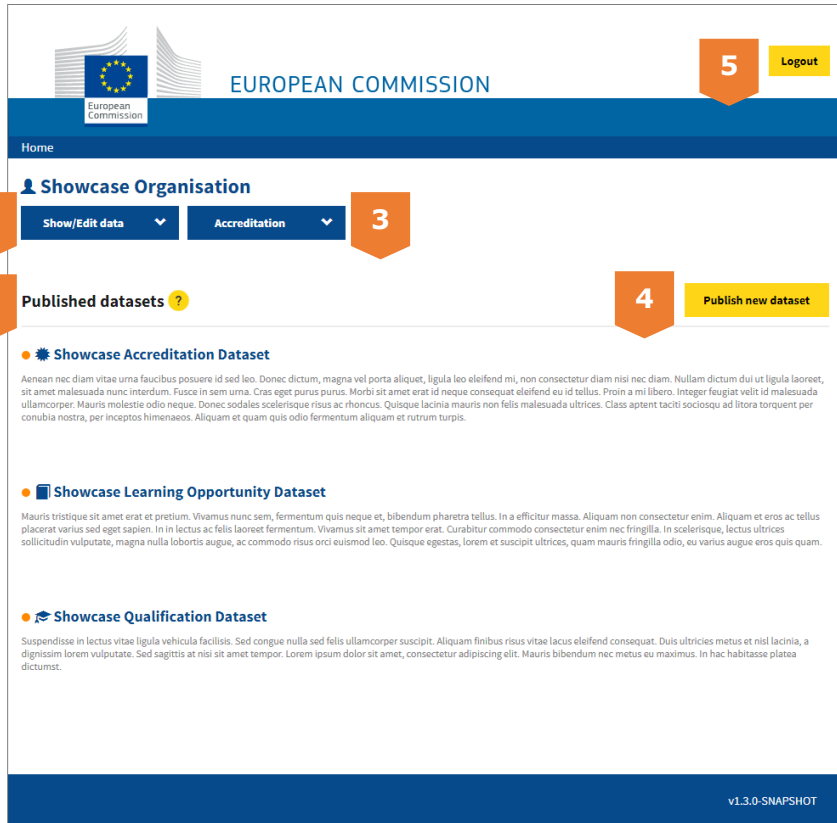 5
Logout
EUROPEAN COMMISSION
European
Commission
Home
Showcase Organisation
Show/Edit data
Accreditation
3
Published datasets ?
4
Publish new dataset
Showcase Accreditation Dataset
Aenean nec diam vitae urna faucibus posuere id sed leo. Donec dictum, magna vel porta aliquet, ligula leo eleifend mi, non consectetur diam nisi nec diam. Nullam dictum dui ut ligula laoreet,
sit amet malesuada nunc interdum. Fusce in sem urna. Cras eget purus purus. Morbi sit amet erat id neque consequat eleifend eu id tellus. Proin a mi libero. Integer feugiat velit id malesuada
ullamcorper. Mauris molestie odio neque. Donec sodales scelerisque risus ac rhoncus. Quisque lacinia mauris non felis malesuada ultrices. Class aptent taciti sociosqu ad litora torquent per
conubia nostra, per inceptos himenaeos. Aliquam et quam quis odio fermentum aliquam et rutrum turpis.
Showcase Learning Opportunity Dataset
Mauris tristique sit amet erat et pretium. Vivamus nunc sem, fermentum quis neque et, bibendum pharetra tellus. In a efficitur massa. Aliquam non consectetur enim. Aliquam et eros ac tellus
placerat varius sed eget sapien. In in lectus ac felis laoreet fermentum. Vivamus sit amet tempor erat. Curabitur commodo consectetur enim nec fringilla. In scelerisque, lectus ultrices
sollicitudin vulputate, magna nulla lobortis augue, ac commodo risus orci euismod leo. Quisque egestas, lorem et suscipit ultrices, quam mauris fringilla odio, eu varius augue eros quis quam.
Showcase Qualification Dataset
Suspendisse in lectus vitae ligula vehicula facilisis. Sed congue nulla sed felis ullamcorper suscipit. Aliquam finibus risus vitae lacus eleifend consequat. Duis ultricies metus et nisl lacinia, a
dignissim lorem vulputate. Sed sagittis at nisi sit amet tempor. Lorem ipsum dolor sit amet, consectetur adipiscing elit. Mauris bibendum nec metus eu maximus. In hac habitasse platea
dictumst.
v1.3.0-SNAPSHOT